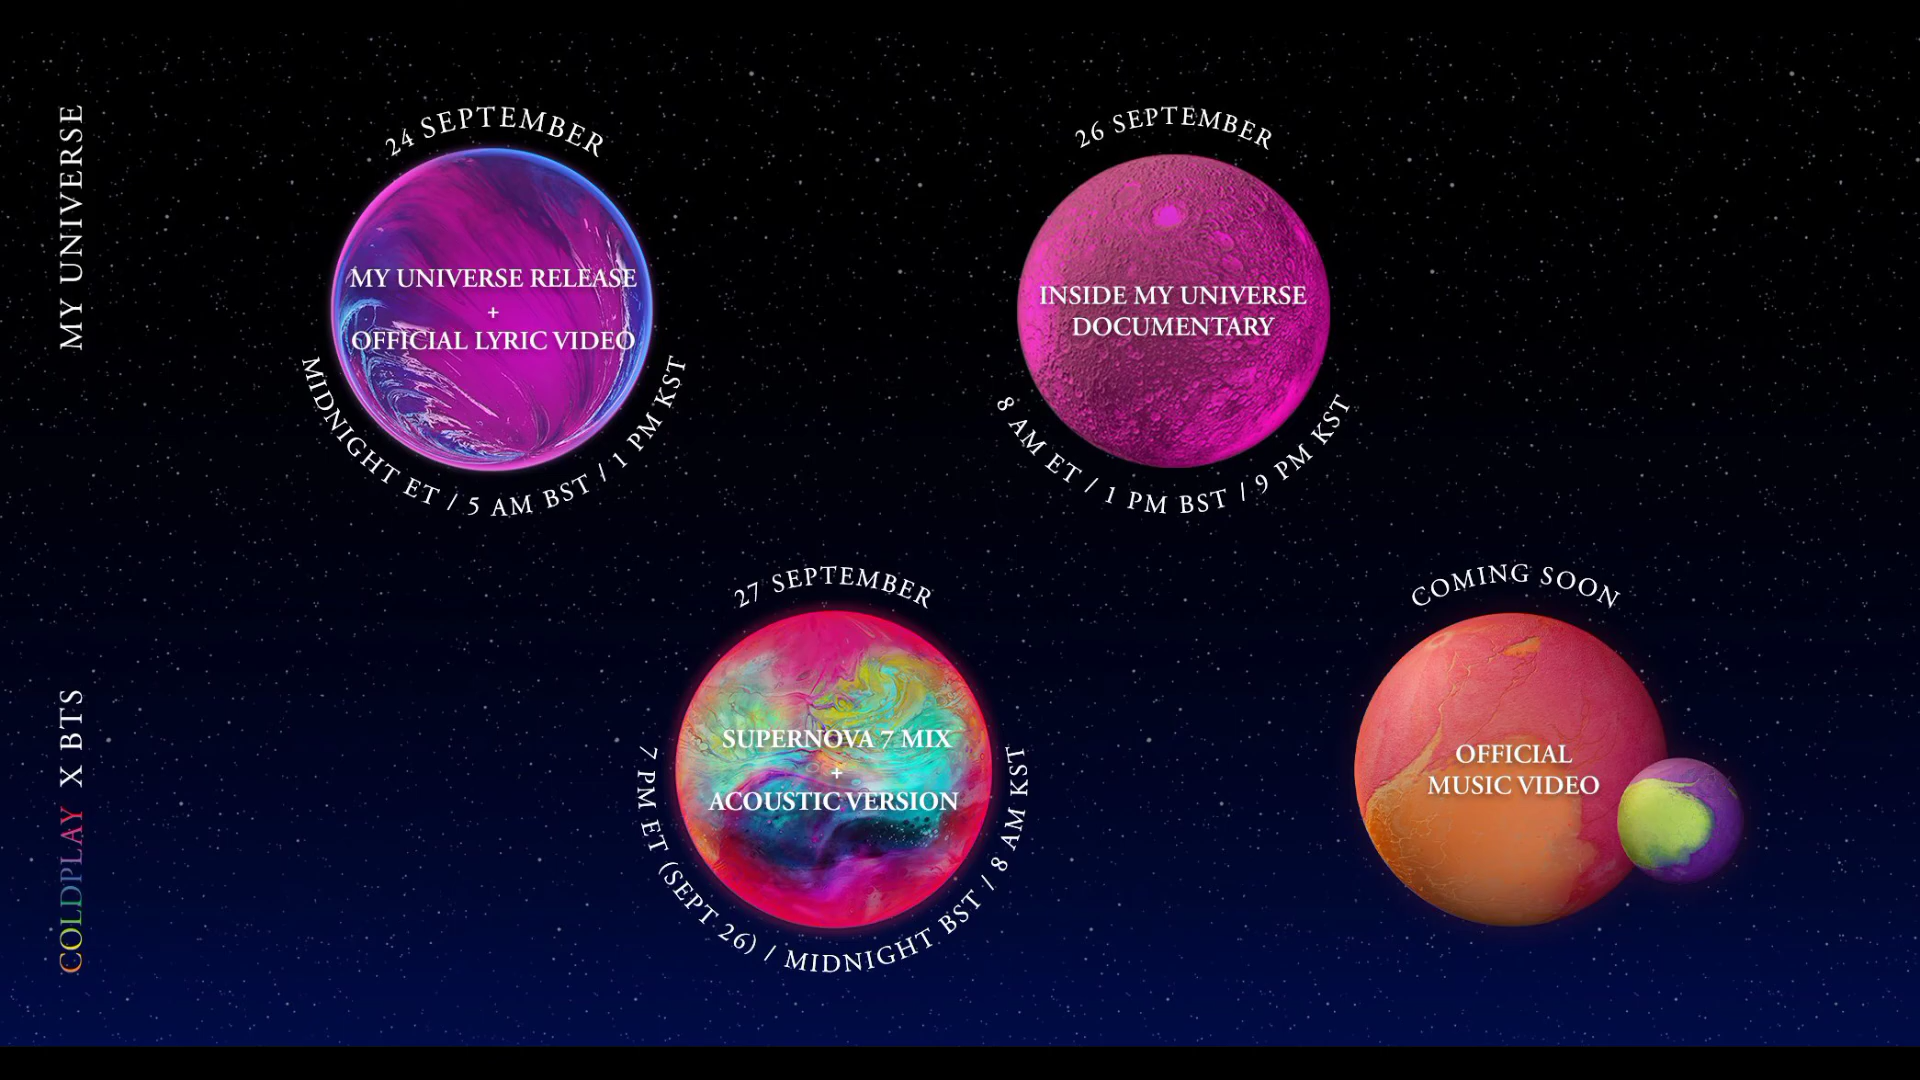 MY UNIVERSE
COLDPLAY X BTS
24 SEPTEMBER
MY UNIVERSE RELEASE
+
OFFICIAL LYRIC VIDEO
MIDNIGHT ET / 5 AM BST / 1 PM KST
26 SEPTEMBER
INSIDE MY UNIVERSE
DOCUMENTARY
8 AM ET / 1 PM BST / 9 PM KST
27 SEPTEMBER
SUPERNOVA 7 MIX
+
ACOUSTIC VERSION
7 PM ET (SEPT 26) / MIDNIGHT BST / 8 AM KST
COMING SOON
OFFICIAL
MUSIC VIDEO